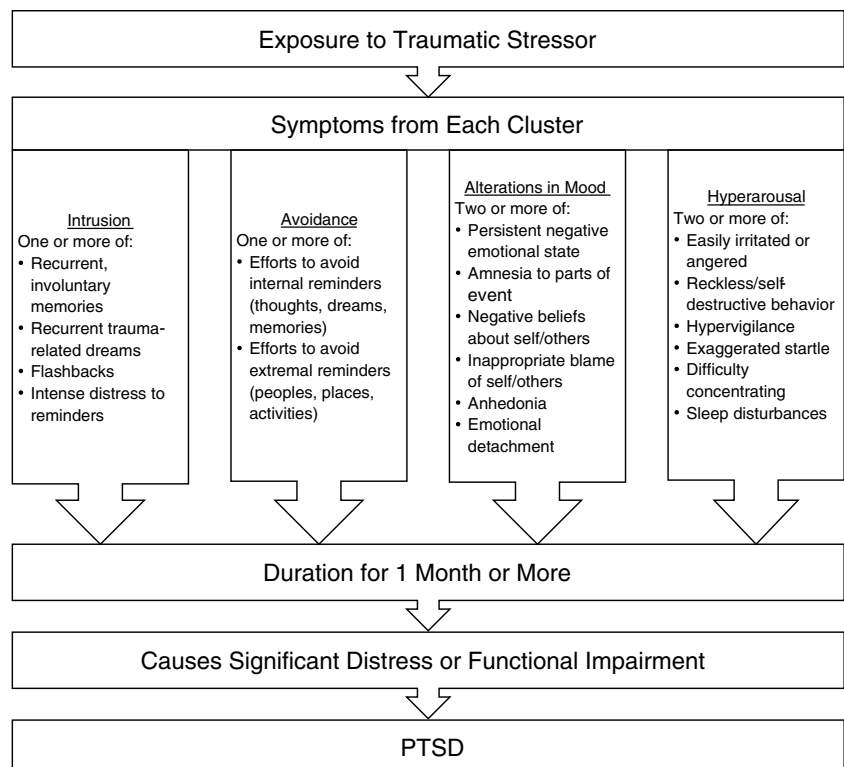 Exposure to Traumatic Stressor
Symptoms from Each Cluster
Intrusion
One or more of:
• Recurrent,
involuntary
memories
• Recurrent trauma-
related dreams
• Flashbacks
• Intense distress to
reminders
Avoidance
One or more of:
• Efforts to avoid
internal reminders
(thoughts, dreams,
memories)
• Efforts to avoid
extremal reminders
(peoples, places,
activities)
Alterations in Mood
Two or more of:
• Persistent negative
emotional state
• Amnesia to parts of
event
• Negative beliefs
about self/others
• Inappropriate blame
of self/others
• Anhedonia
• Emotional
detachment
Hyperarousal
Two or more of:
• Easily irritated or
angered
• Reckless/self-
destructive behavior
• Hypervigilance
• Exaggerated startle
• Difficulty
concentrating
• Sleep disturbances
Duration for 1 Month or More
Causes Significant Distress or Functional Impairment
PTSD